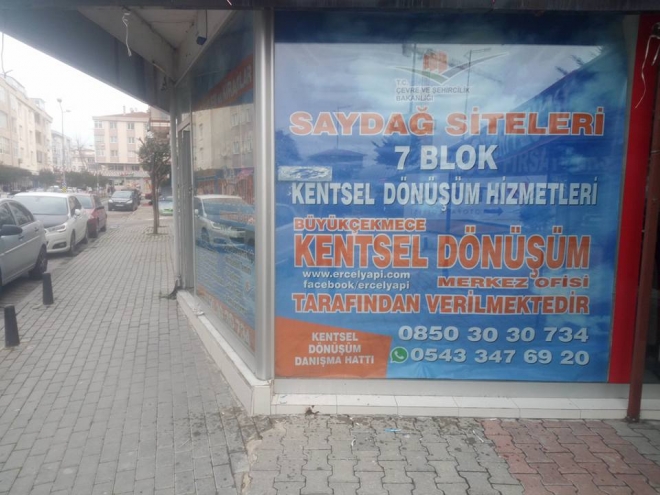 T.C.
ÇEVRE VE ŞEHİRCİLİK
BAKANLIĞI
SAYDAĞ SİTELERİ
7 BLOK
KENTSEL DÖNÜŞÜM HİZMETLERİ
BÜYÜKÇEKMECE
KENTSEL DÖNÜŞÜM
www.ercelyapi.com
facebook/ercelyapi
MERKEZ OFİSİ
TARAFINDAN VERİLMEKTEDİR
KENTSEL
DÖNÜŞÜM
DANIŞMA HATTI
0850 30 30 734
0543 347 69 20